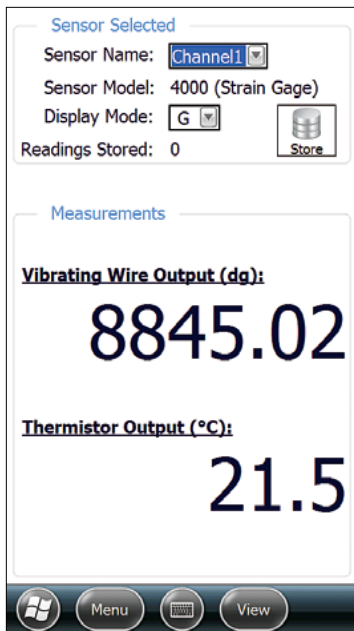 Sensor Selected
Sensor Name: Channel1
Sensor Model: 4000 (Strain Gage)
Display Mode: G
Readings Stored: 0
Store
Measurements
Vibrating Wire Output (dg):
8845.02
Thermistor Output (°C):
21.5
Menu View